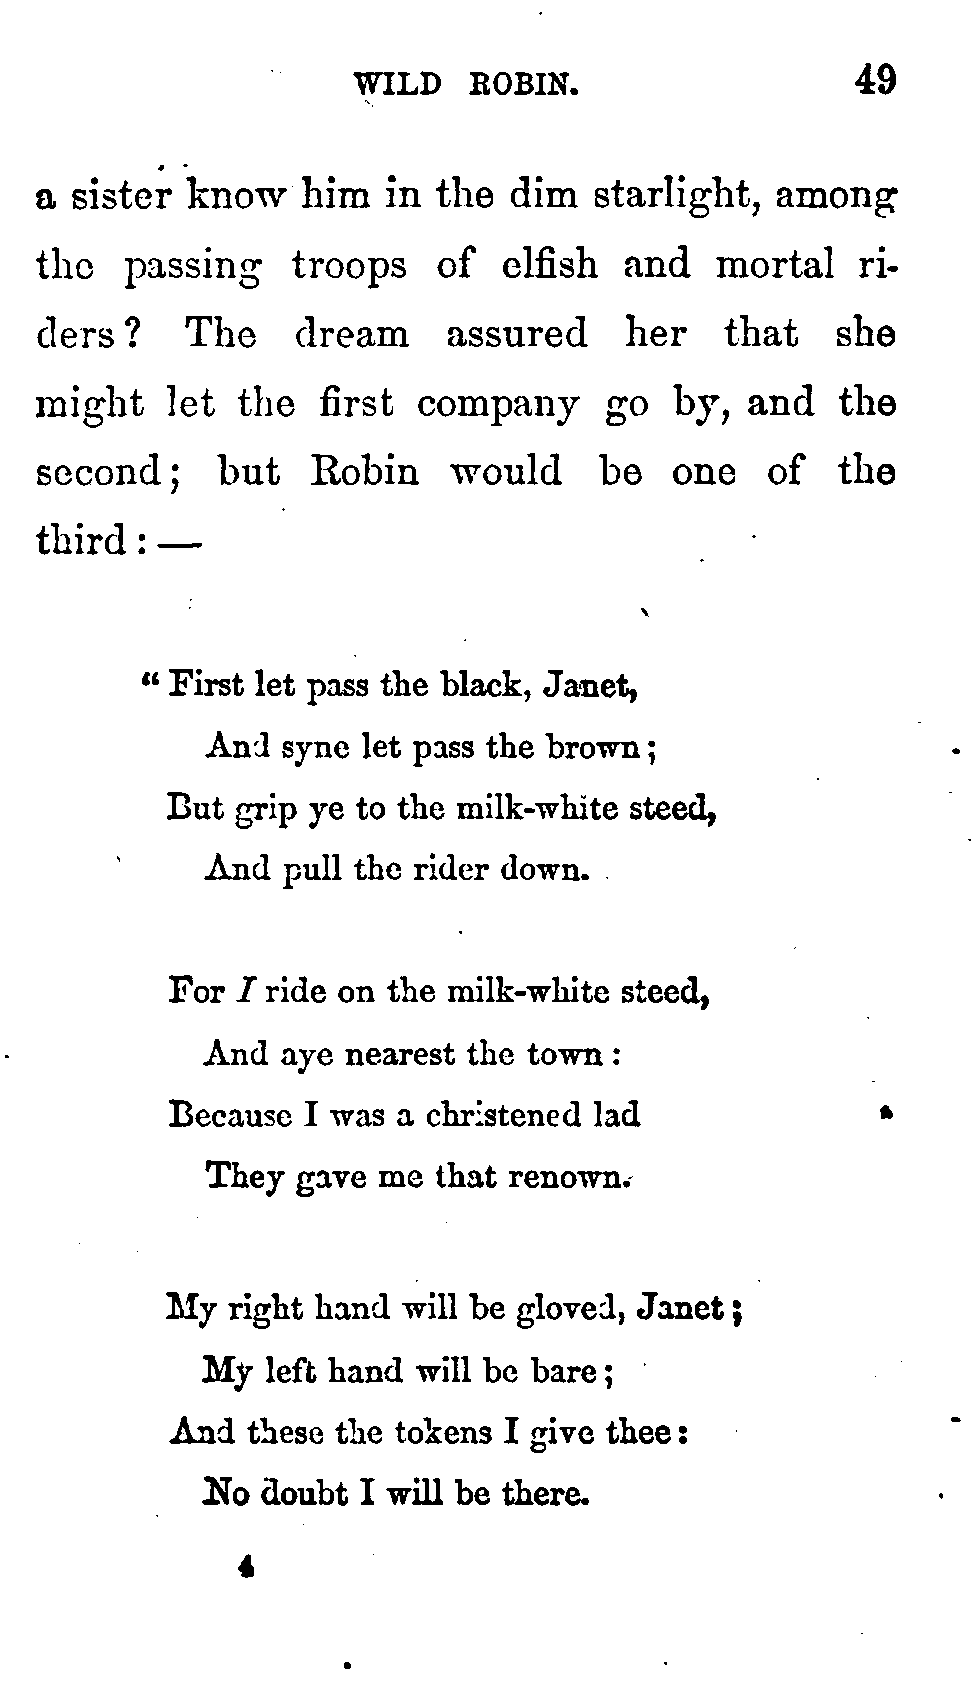 WILD ROBIN. 49
a sister know him in the dim starlight, among
the passing troops of elfish and mortal ri-
ders? The dream assured her that she
might let the first company go by, and the
second; but Robin would be one of the
third: —
“ First let pass the black, Janet,
And syne let pass the brown;
But grip ye to the milk-white steed,
And pull the rider down.
For I ride on the milk-white steed,
And aye nearest the town:
Because I was a christened lad
They gave me that renown.
My right hand will be gloved, Janet;
My left hand will be bare;
And these the tokens I give thee:
No doubt I will be there.
4